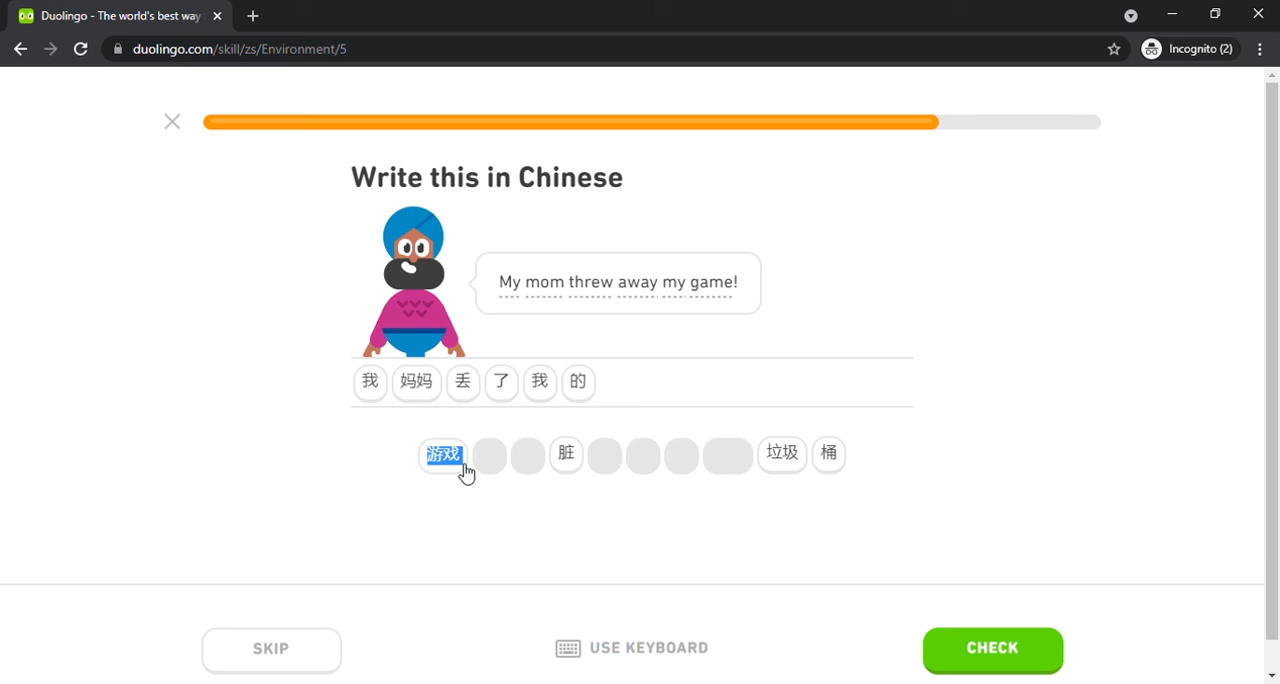 Duolingo - The world's best way
duolingo.com/skill/zs/Environment/5
Incognito (2)
Write this in Chinese
My mom threw away my game!
我 妈妈 丢 了 我 的
游戏 脏 垃圾 桶
SKIP
USE KEYBOARD
CHECK